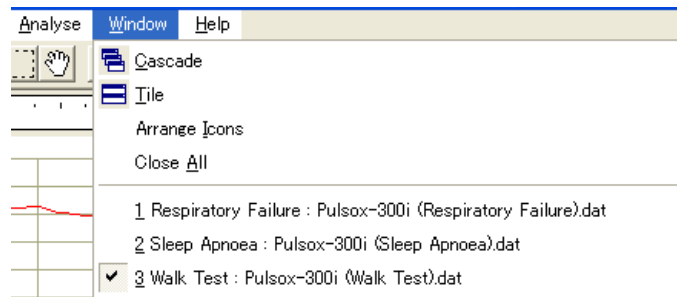 Analyse Window Help
Cascade
Tile
Arrange Icons
Close All
1 Respiratory Failure : Pulsox-300i (Respiratory Failure).dat
2 Sleep Apnoea : Pulsox-300i (Sleep Apnoea).dat
3 Walk Test : Pulsox-300i (Walk Test).dat